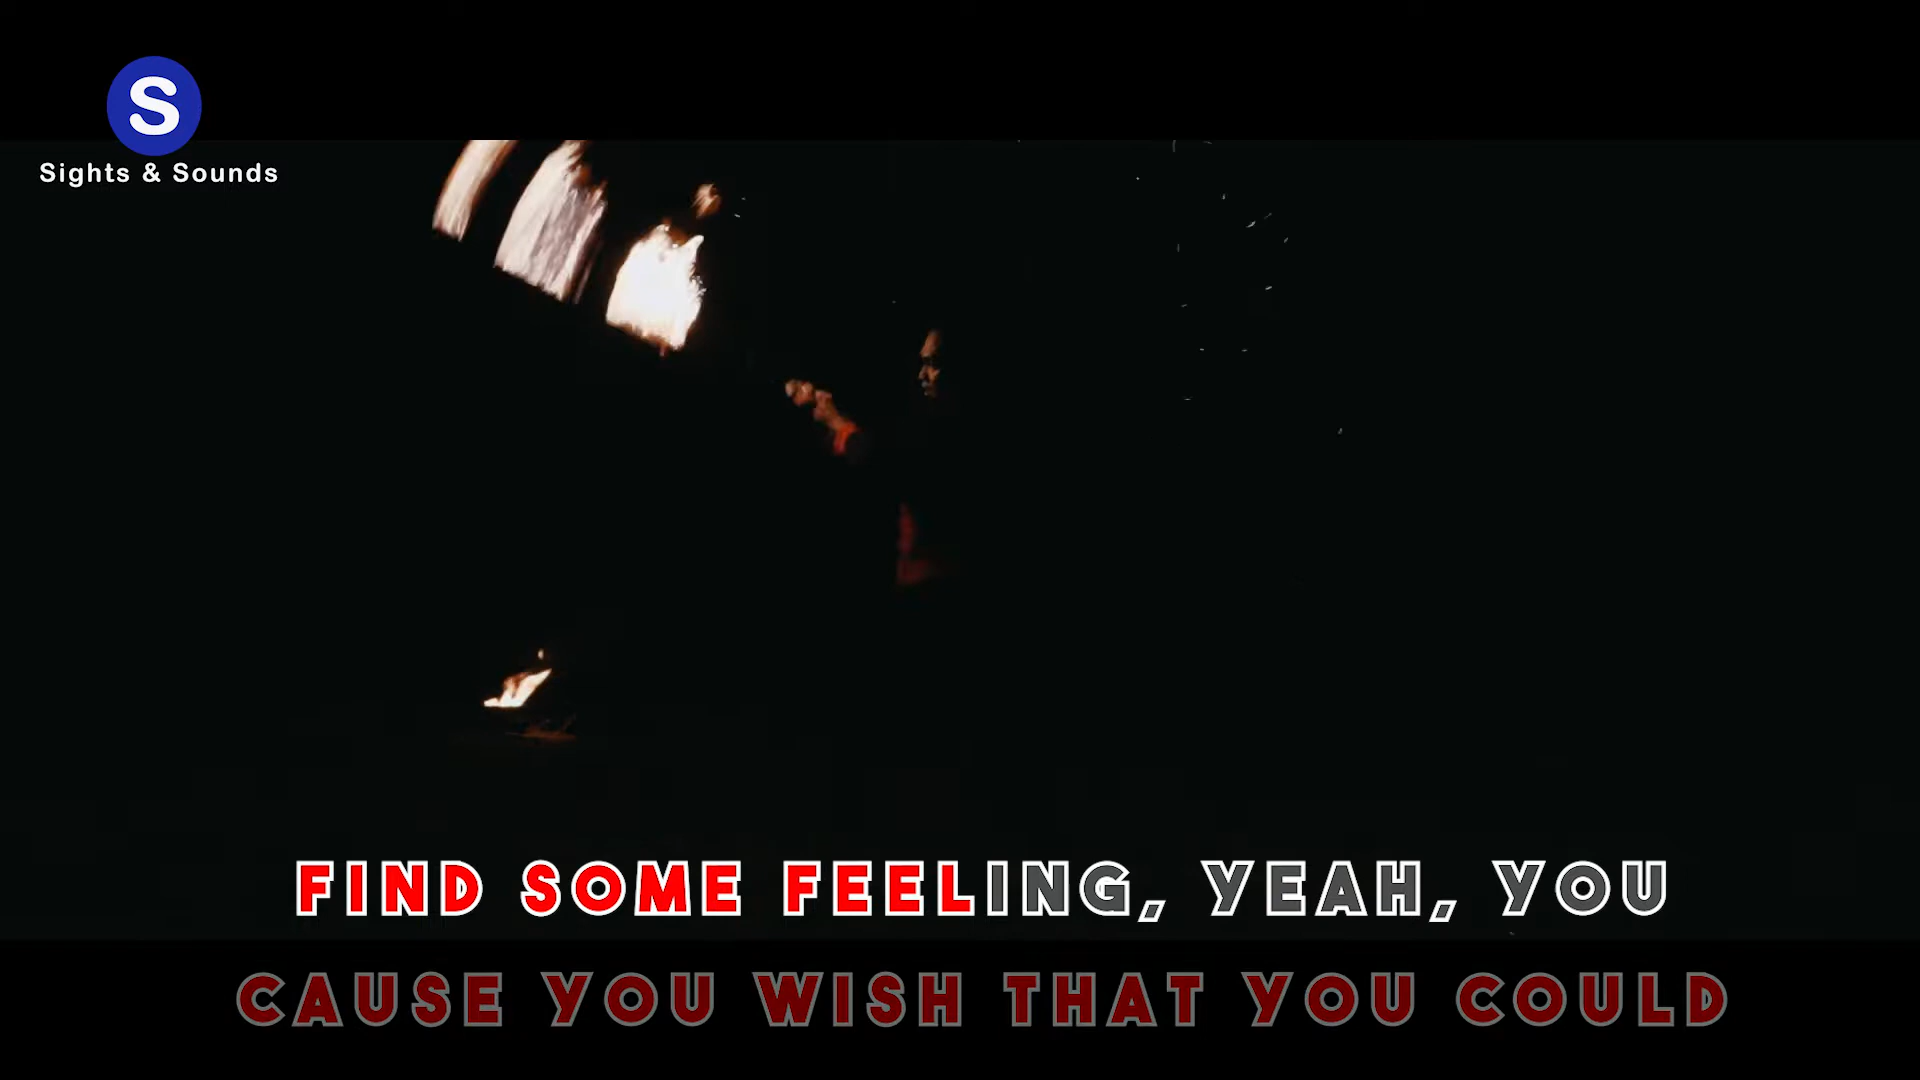 S
Sights & Sounds
FIND SOME FEELING, YEAH, YOU
CAUSE YOU WISH THAT YOU COULD